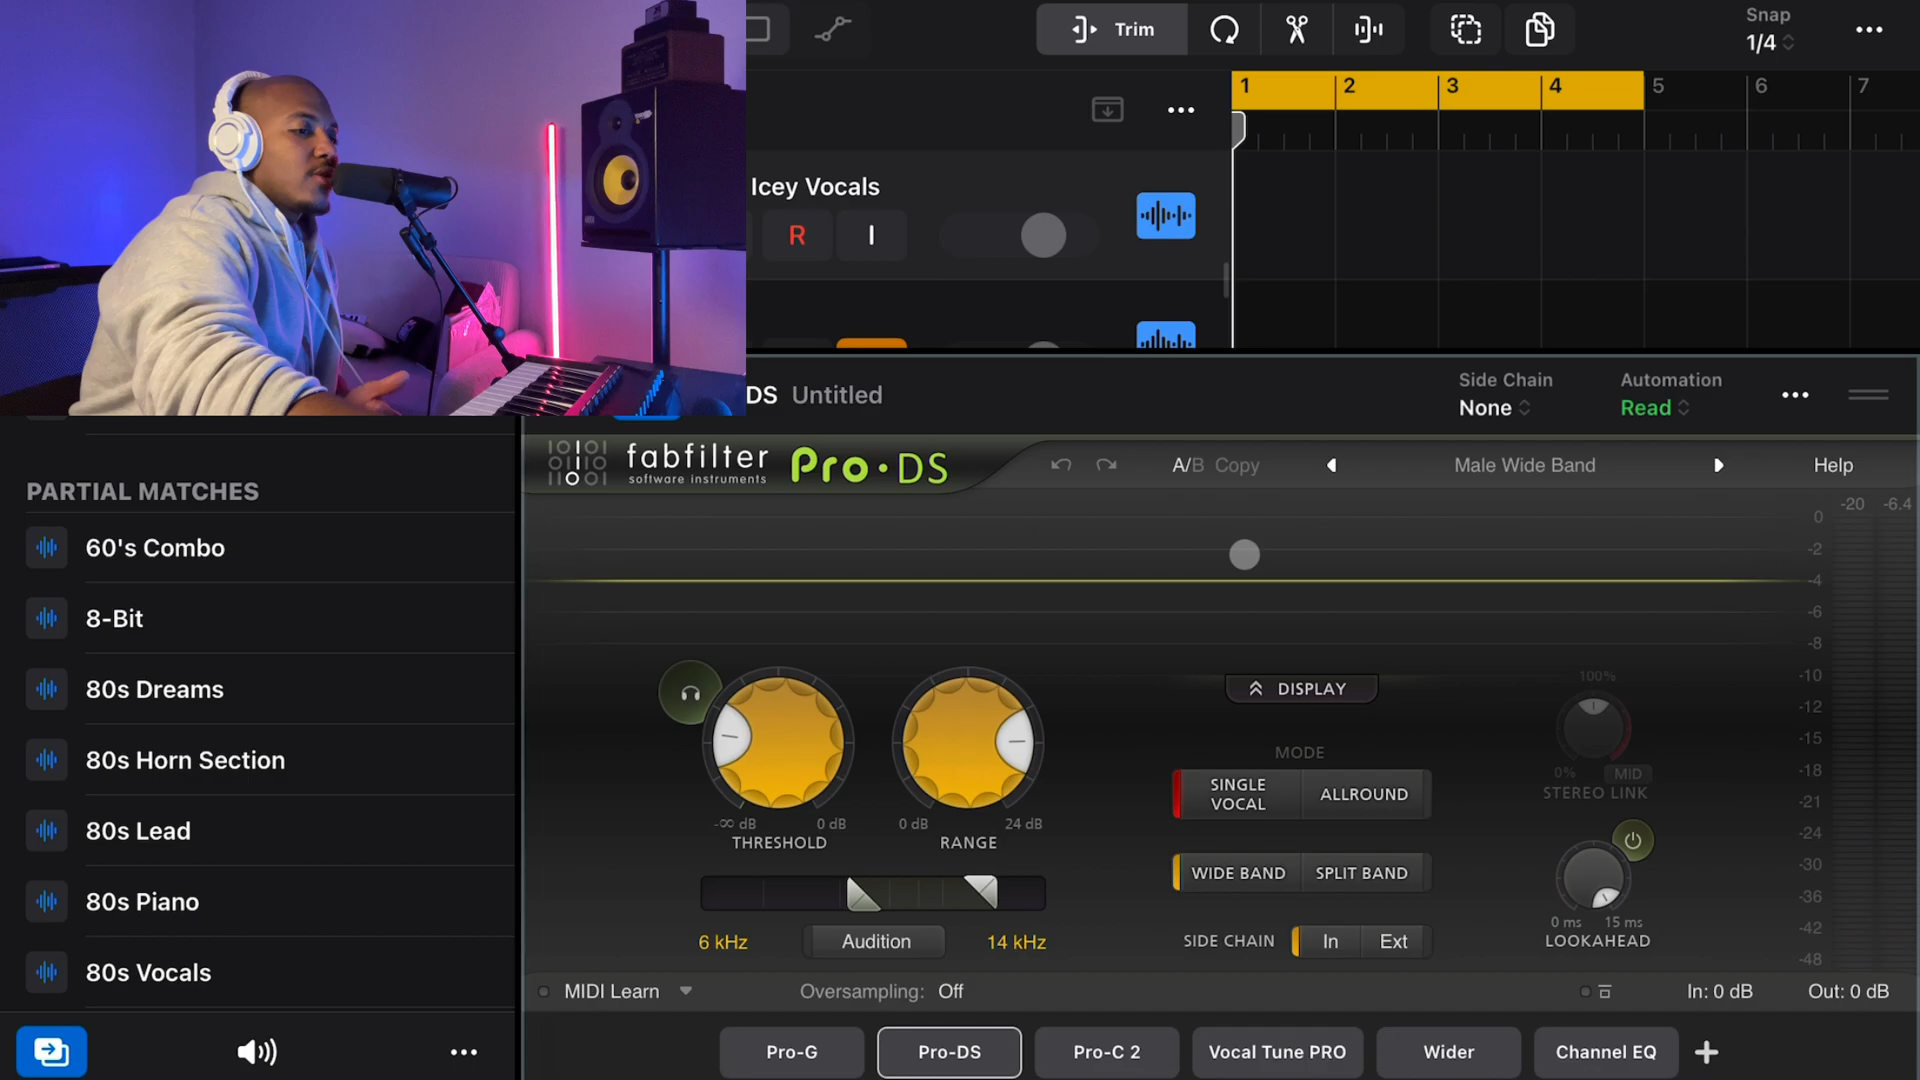 Trim
Snap
1/4
1 2 3 4 5 6 7
Icey Vocals
R I
DS Untitled
Side Chain
None
Automation
Read
fabfilter
software instruments
Pro·DS
A/B Copy
Male Wide Band
Help
PARTIAL MATCHES
60's Combo
8-Bit
80s Dreams
80s Horn Section
80s Lead
80s Piano
80s Vocals
-20 -6.4
0
-2
-4
-6
-8
-10
-12
-15
-18
-21
-24
-30
-36
-42
-48
DISPLAY
-∞ dB 0 dB
THRESHOLD
0 dB 24 dB
RANGE
6 kHz
Audition
14 kHz
MODE
SINGLE VOCAL
ALLROUND
WIDE BAND
SPLIT BAND
SIDE CHAIN
In
Ext
100%
0% MID
STEREO LINK
0 ms 15 ms
LOOKAHEAD
MIDI Learn
Oversampling: Off
In: 0 dB
Out: 0 dB
Pro-G
Pro-DS
Pro-C 2
Vocal Tune PRO
Wider
Channel EQ